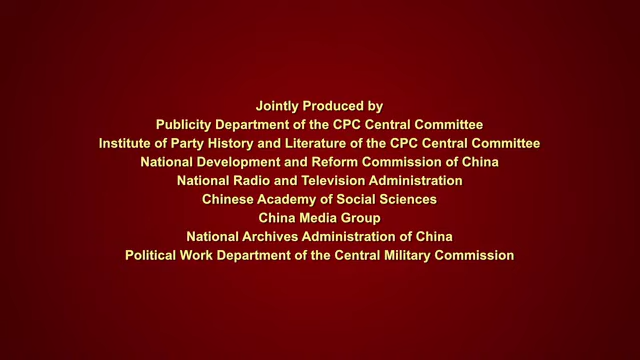 Jointly Produced by
Publicity Department of the CPC Central Committee
Institute of Party History and Literature of the CPC Central Committee
National Development and Reform Commission of China
National Radio and Television Administration
Chinese Academy of Social Sciences
China Media Group
National Archives Administration of China
Political Work Department of the Central Military Commission